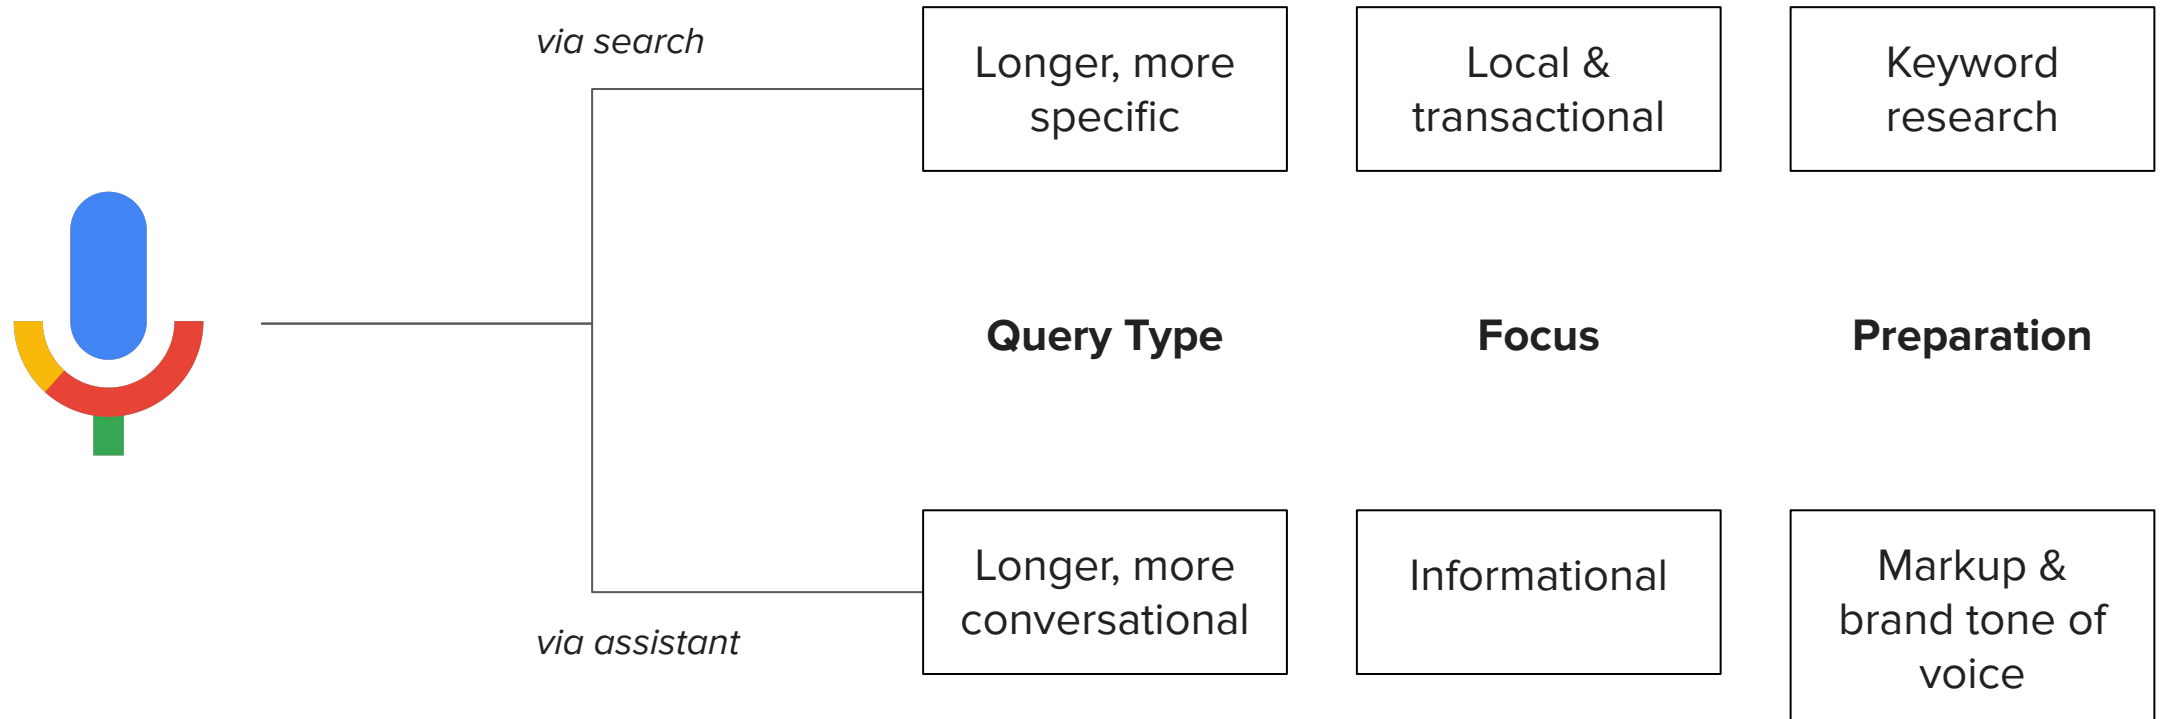 via search
Longer, more
specific
Local &
transactional
Keyword
research
Query Type
Focus
Preparation
via assistant
Longer, more
conversational
Informational
Markup &
brand tone of
voice